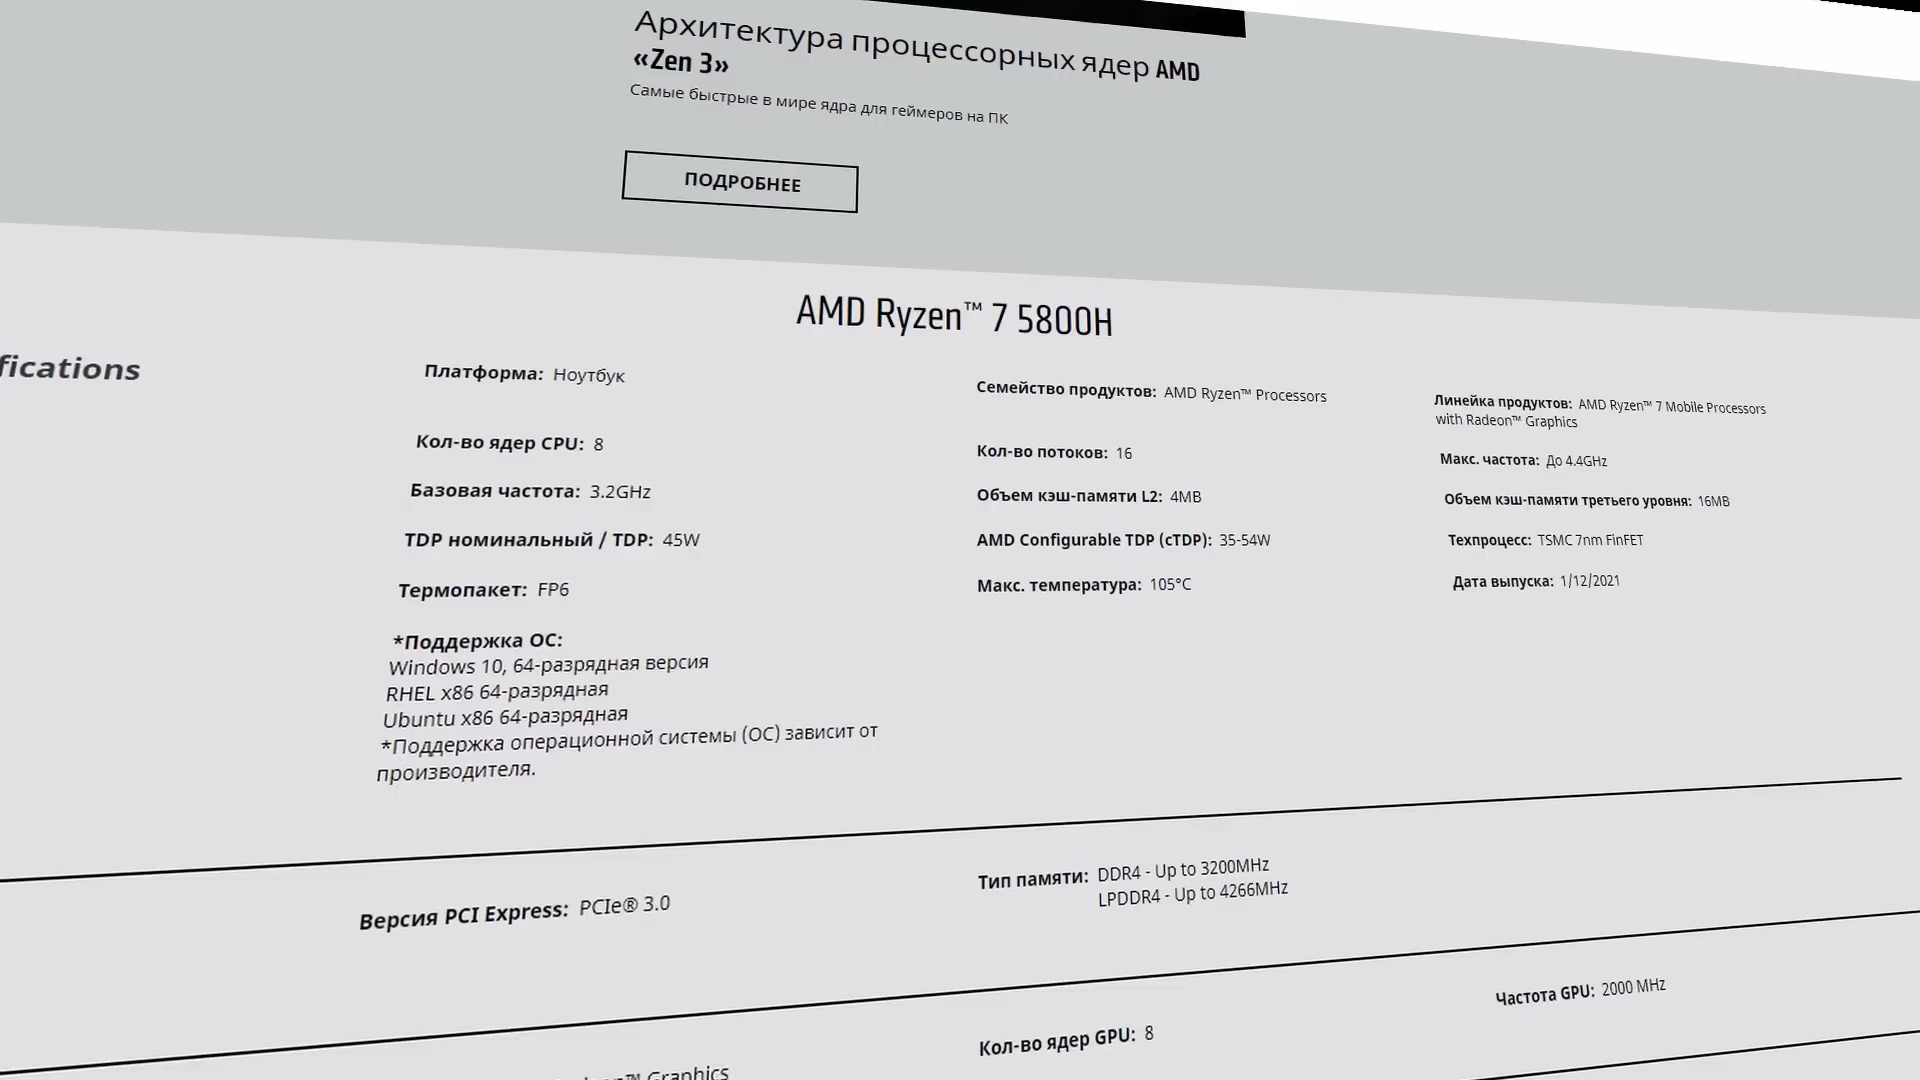 Архитектура процессорных ядер AMD
«Zen 3»
Самые быстрые в мире ядра для геймеров на ПК
ПОДРОБНЕЕ
AMD Ryzen™ 7 5800H
Платформа: Ноутбук
Семейство продуктов: AMD Ryzen™ Processors
Линейка продуктов: AMD Ryzen™ 7 Mobile Processors
with Radeon™ Graphics
Кол-во ядер CPU: 8
Кол-во потоков: 16
Макс. частота: До 4.4GHz
Базовая частота: 3.2GHz
Объем кэш-памяти L2: 4MB
Объем кэш-памяти третьего уровня: 16MB
TDP номинальный / TDP: 45W
AMD Configurable TDP (cTDP): 35-54W
Техпроцесс: TSMC 7nm FinFET
Термопакет: FP6
Макс. температура: 105°C
Дата выпуска: 1/12/2021
*Поддержка ОС:
Windows 10, 64-разрядная версия
RHEL x86 64-разрядная
Ubuntu x86 64-разрядная
*Поддержка операционной системы (ОС) зависит от
производителя.
Версия PCI Express: PCIe® 3.0
Тип памяти: DDR4 - Up to 3200MHz
LPDDR4 - Up to 4266MHz
Кол-во ядер GPU: 8
Частота GPU: 2000 MHz
Graphics